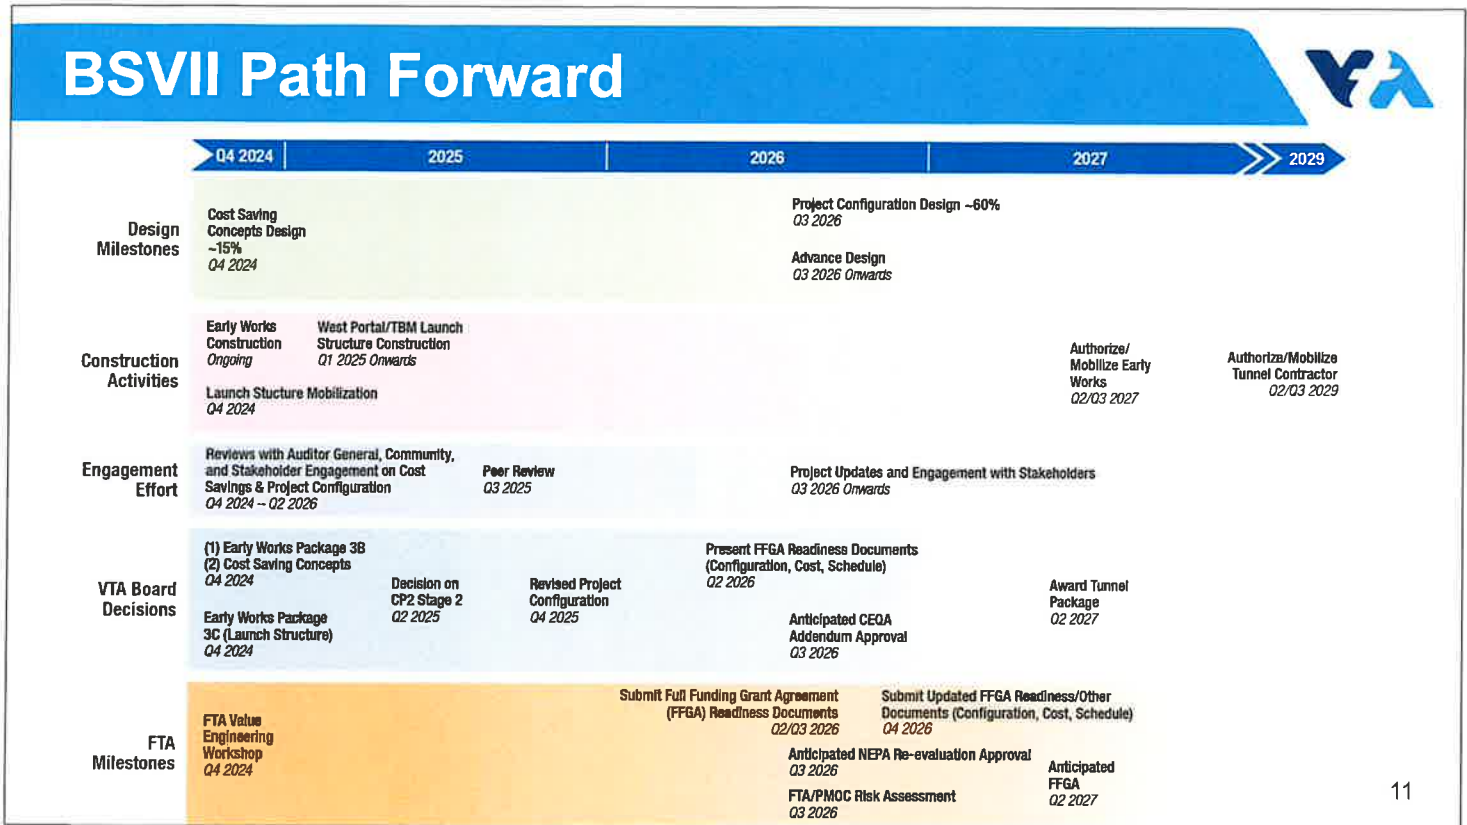 BSVII Path Forward
VTA
Q4 2024
2025
2026
2027
2029
Design
Milestones
Cost Saving
Concepts Design
~15%
Q4 2024
Project Configuration Design ~60%
Q3 2026
Advance Design
Q3 2026 Onwards
Construction
Activities
Early Works
Construction
Ongoing
West Portal/TBM Launch
Structure Construction
Q1 2025 Onwards
Launch Stucture Mobilization
Q4 2024
Authorize/
Mobilize Early
Works
Q2/Q3 2027
Authorize/Mobilize
Tunnel Contractor
Q2/Q3 2029
Engagement
Effort
Reviews with Auditor General, Community,
and Stakeholder Engagement on Cost
Savings & Project Configuration
Q4 2024 – Q2 2026
Peer Review
Q3 2025
Project Updates and Engagement with Stakeholders
Q3 2026 Onwards
VTA Board
Decisions
(1) Early Works Package 3B
(2) Cost Saving Concepts
Q4 2024
Early Works Package
3C (Launch Structure)
Q4 2024
Decision on
CP2 Stage 2
Q2 2025
Revised Project
Configuration
Q4 2025
Present FFGA Readiness Documents
(Configuration, Cost, Schedule)
Q2 2026
Anticipated CEQA
Addendum Approval
Q3 2026
Award Tunnel
Package
Q2 2027
FTA
Milestones
FTA Value
Engineering
Workshop
Q4 2024
Submit Full Funding Grant Agreement
(FFGA) Readiness Documents
Q2/Q3 2026
Submit Updated FFGA Readiness/Other
Documents (Configuration, Cost, Schedule)
Q4 2026
Anticipated NEPA Re-evaluation Approval
Q3 2026
FTA/PMOC Risk Assessment
Q3 2026
Anticipated
FFGA
Q2 2027
11